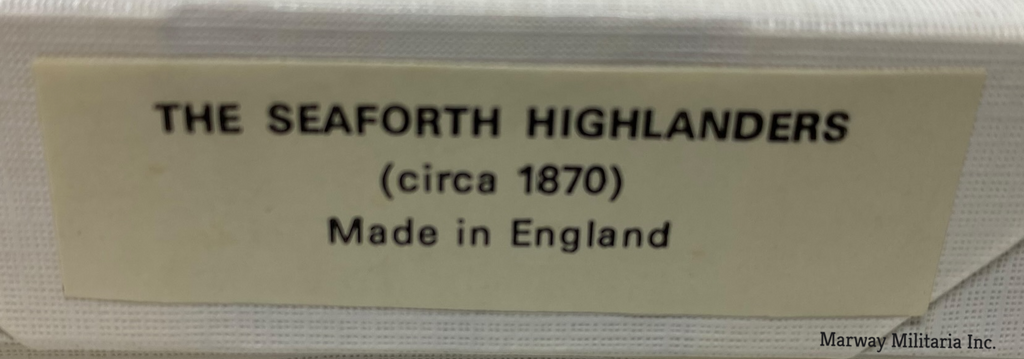 THE SEAFORTH HIGHLANDERS
(circa 1870)
Made in England
Marway Militaria Inc.